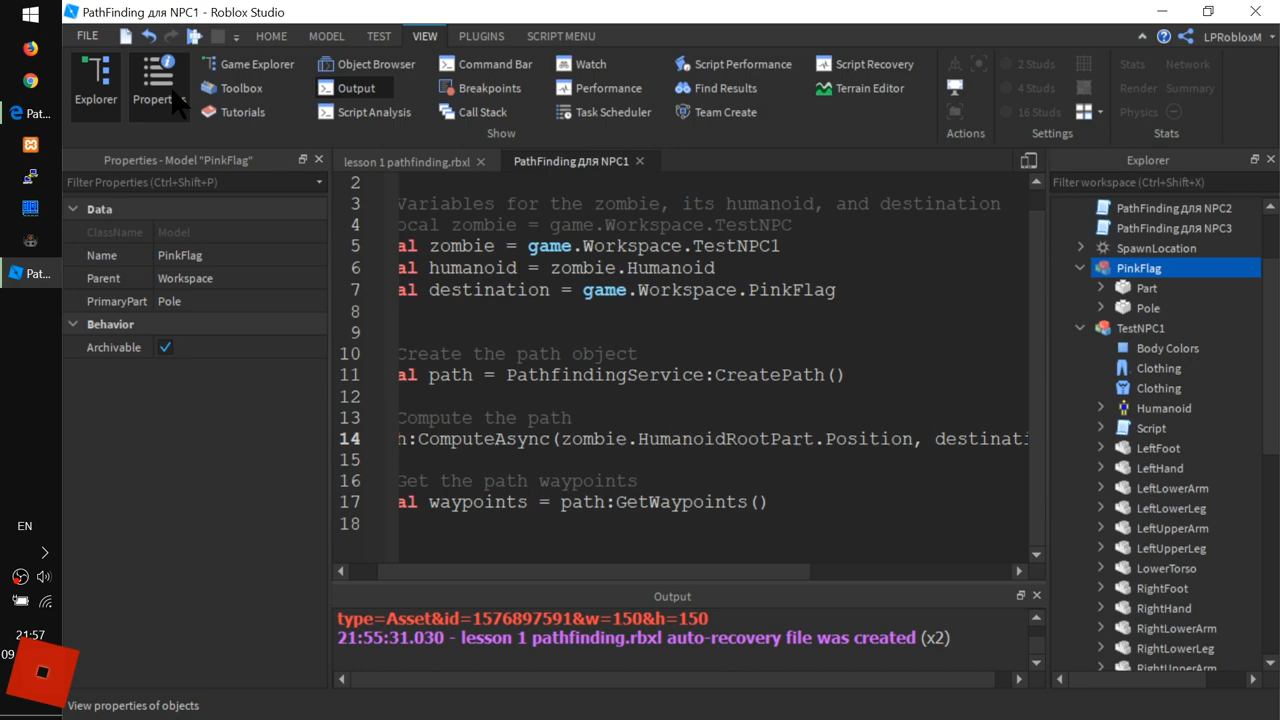 PathFinding для NPC1 - Roblox Studio
FILE
HOME
MODEL
TEST
VIEW
PLUGINS
SCRIPT MENU
LPRobloxM
Explorer
Game Explorer
Toolbox
Tutorials
Object Browser
Output
Script Analysis
Command Bar
Breakpoints
Call Stack
Watch
Performance
Task Scheduler
Script Performance
Find Results
Team Create
Script Recovery
Terrain Editor
Show
Actions
2 Studs
4 Studs
16 Studs
Settings
Stats
Network
Render
Summary
Physics
Stats
Pat...
Pat...
EN
21:57
09
Properties - Model "PinkFlag"
Filter Properties (Ctrl+Shift+P)
Data
ClassName Model
Name PinkFlag
Parent Workspace
PrimaryPart Pole
Behavior
Archivable
lesson 1 pathfinding.rbxl
PathFinding для NPC1
2
3 Variables for the zombie, its humanoid, and destination
4 ocal zombie = game.Workspace.TestNPC
5 al zombie = game.Workspace.TestNPC1
6 al humanoid = zombie.Humanoid
7 al destination = game.Workspace.PinkFlag
8
9
10 Create the path object
11 al path = PathfindingService:CreatePath()
12
13 Compute the path
14 h:ComputeAsync(zombie.HumanoidRootPart.Position, destinati
15
16 Get the path waypoints
17 al waypoints = path:GetWaypoints()
18
Output
type=Asset&id=1576897591&w=150&h=150
21:55:31.030 - lesson 1 pathfinding.rbxl auto-recovery file was created (x2)
Explorer
Filter workspace (Ctrl+Shift+X)
PathFinding для NPC2
PathFinding для NPC3
SpawnLocation
PinkFlag
Part
Pole
TestNPC1
Body Colors
Clothing
Clothing
Humanoid
Script
LeftFoot
LeftHand
LeftLowerArm
LeftLowerLeg
LeftUpperArm
LeftUpperLeg
LowerTorso
RightFoot
RightHand
RightLowerArm
RightLowerLeg
RightUpperArm
View properties of objects